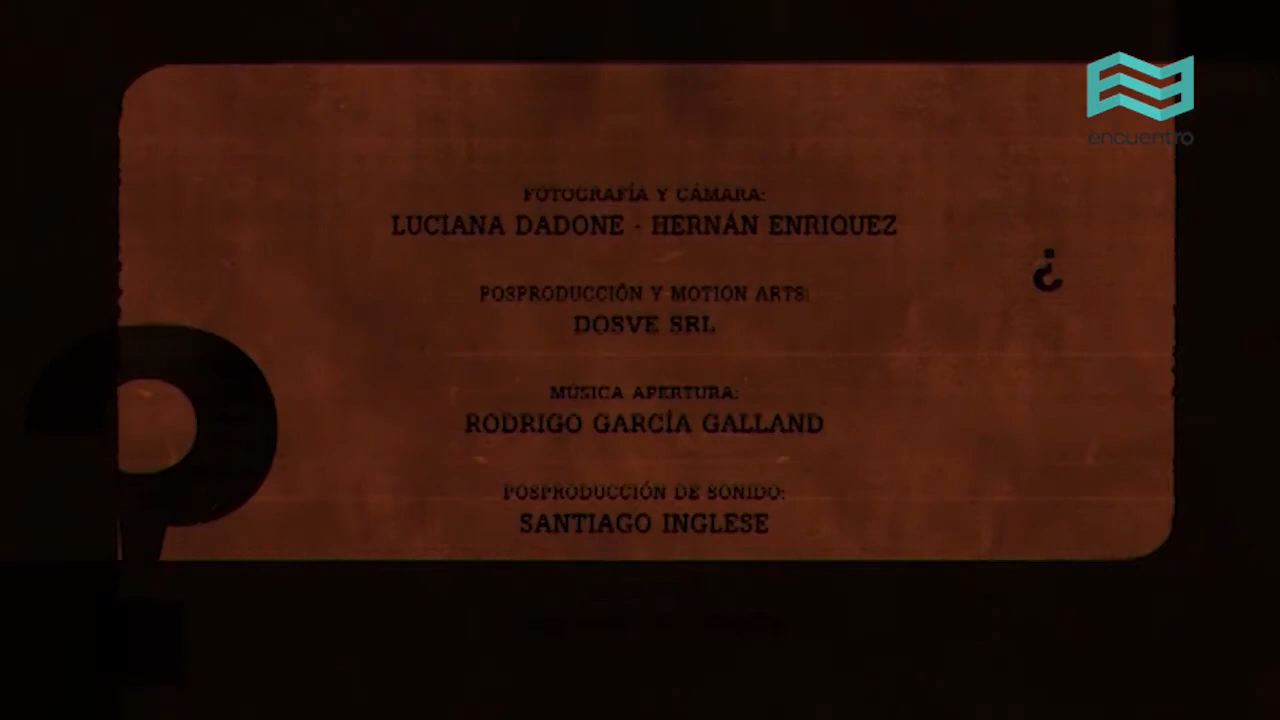 encuentro
FOTOGRAFÍA Y CÁMARA:
LUCIANA DADONE - HERNÁN ENRIQUEZ
¿
POSPRODUCCIÓN Y MOTION ARTS:
DOSVE SRL
?
MÚSICA APERTURA:
RODRIGO GARCÍA GALLAND
POSPRODUCCIÓN DE SONIDO:
SANTIAGO INGLESE